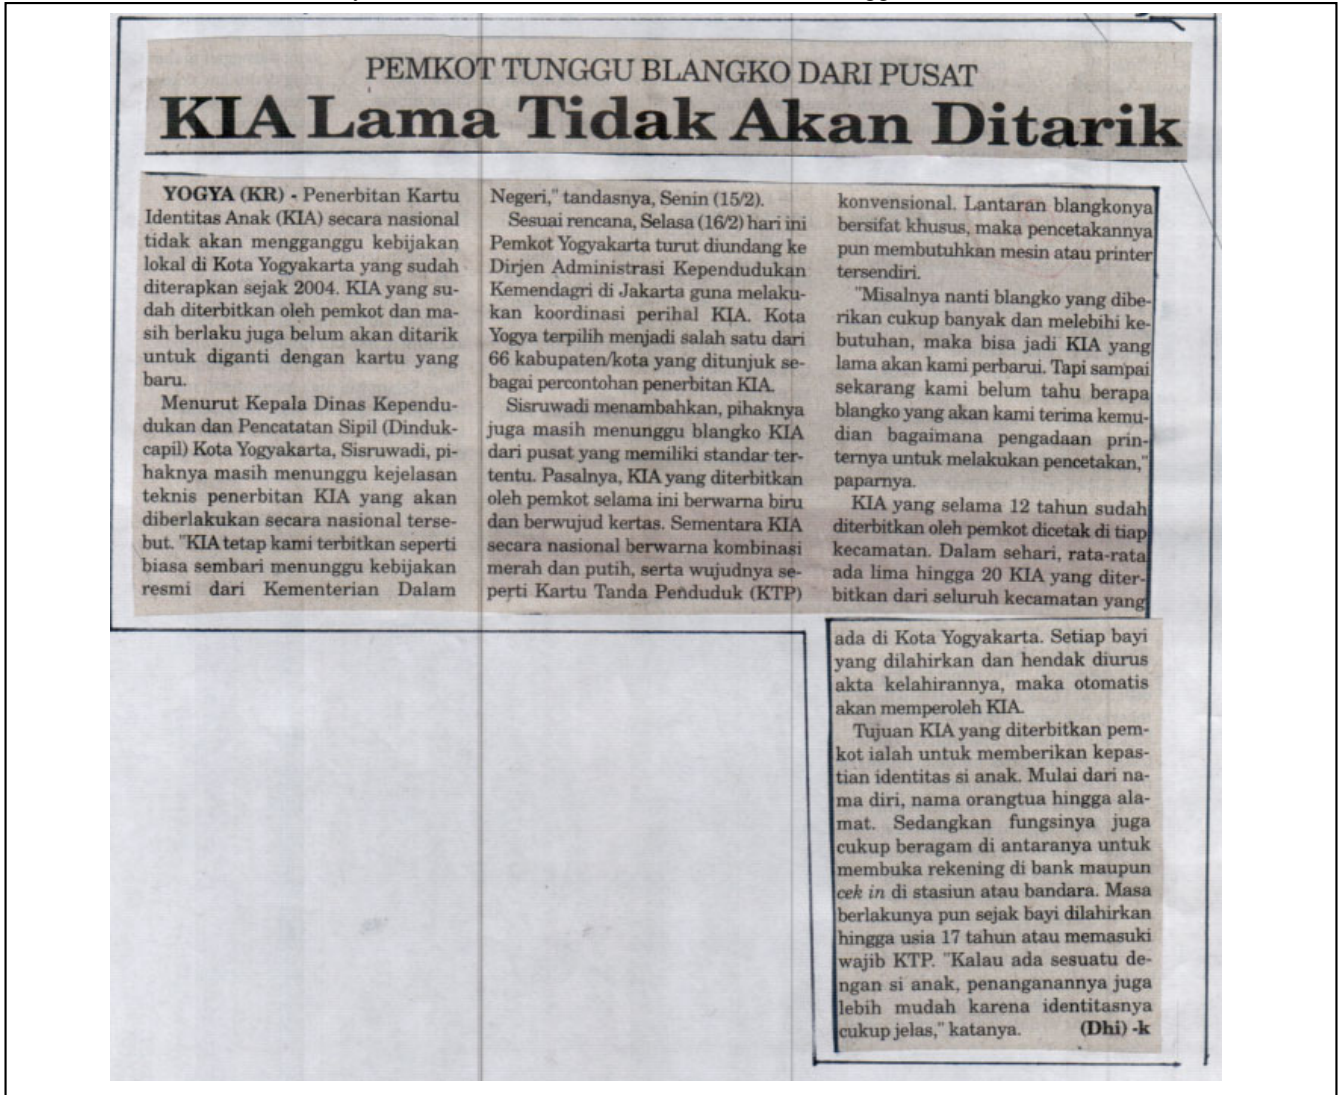 PEMKOT TUNGGU BLANGKO DARI PUSAT
KIA Lama Tidak Akan Ditarik
YOGYA (KR) - Penerbitan Kartu
Identitas Anak (KIA) secara nasional
tidak akan mengganggu kebijakan
lokal di Kota Yogyakarta yang sudah
diterapkan sejak 2004. KIA yang su-
dah diterbitkan oleh pemkot dan ma-
sih berlaku juga belum akan ditarik
untuk diganti dengan kartu yang
baru.
Menurut Kepala Dinas Kependu-
dukan dan Pencatatan Sipil (Dinduk-
capil) Kota Yogyakarta, Sisruwadi, pi-
haknya masih menunggu kejelasan
teknis penerbitan KIA yang akan
diberlakukan secara nasional terse-
but. "KIA tetap kami terbitkan seperti
biasa sembari menunggu kebijakan
resmi dari Kementerian Dalam
Negeri," tandasnya, Senin (15/2).
Sesuai rencana, Selasa (16/2) hari ini
Pemkot Yogyakarta turut diundang ke
Dirjen Administrasi Kependudukan
Kemendagri di Jakarta guna melaku-
kan koordinasi perihal KIA. Kota
Yogya terpilih menjadi salah satu dari
66 kabupaten/kota yang ditunjuk se-
bagai percontohan penerbitan KIA.
Sisruwadi menambahkan, pihaknya
juga masih menunggu blangko KIA
dari pusat yang memiliki standar ter-
tentu. Pasalnya, KIA yang diterbitkan
oleh pemkot selama ini berwarna biru
dan berwujud kertas. Sementara KIA
secara nasional berwarna kombinasi
merah dan putih, serta wujudnya se-
perti Kartu Tanda Penduduk (KTP)
konvensional. Lantaran blangkonya
bersifat khusus, maka pencetakannya
pun membutuhkan mesin atau printer
tersendiri.
"Misalnya nanti blangko yang dibe-
rikan cukup banyak dan melebihi ke-
butuhan, maka bisa jadi KIA yang
lama akan kami perbarui. Tapi sampai
sekarang kami belum tahu berapa
blangko yang akan kami terima kemu-
dian bagaimana pengadaan prin-
ternya untuk melakukan pencetakan,"
paparnya.
KIA yang selama 12 tahun sudah
diterbitkan oleh pemkot dicetak di tiap
kecamatan. Dalam sehari, rata-rata
ada lima hingga 20 KIA yang diter-
bitkan dari seluruh kecamatan yang
ada di Kota Yogyakarta. Setiap bayi
yang dilahirkan dan hendak diurus
akta kelahirannya, maka otomatis
akan memperoleh KIA.
Tujuan KIA yang diterbitkan pem-
kot ialah untuk memberikan kepas-
tian identitas si anak. Mulai dari na-
ma diri, nama orangtua hingga ala-
mat. Sedangkan fungsinya juga
cukup beragam di antaranya untuk
membuka rekening di bank maupun
cek in di stasiun atau bandara. Masa
berlakunya pun sejak bayi dilahirkan
hingga usia 17 tahun atau memasuki
wajib KTP. "Kalau ada sesuatu de-
ngan si anak, penanganannya juga
lebih mudah karena identitasnya
cukup jelas," katanya. (Dhi) -k